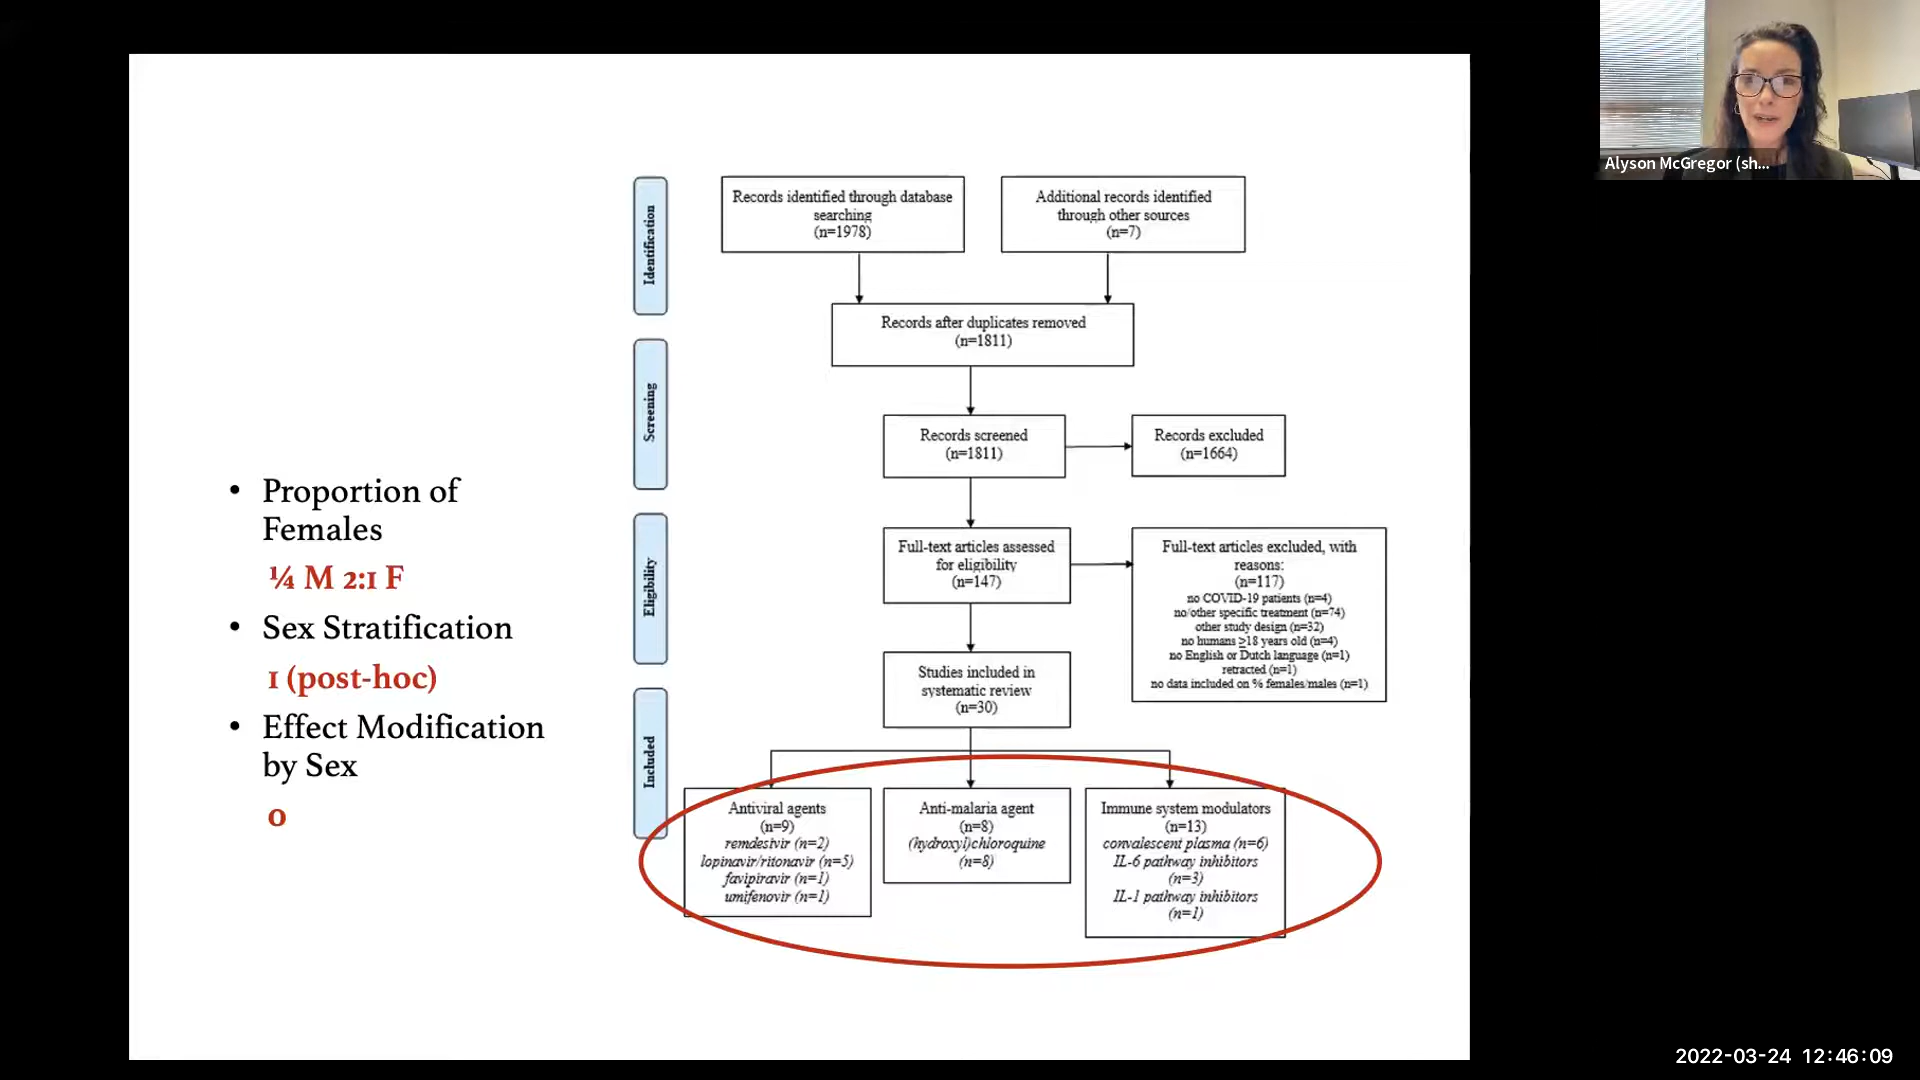 • Proportion of
Females
¼ M 2:1 F
• Sex Stratification
1 (post-hoc)
• Effect Modification
by Sex
0
Identification
Records identified through database
searching
(n=1978)
Additional records identified
through other sources
(n=7)
Records after duplicates removed
(n=1811)
Screening
Records screened
(n=1811)
Records excluded
(n=1664)
Eligibility
Full-text articles assessed
for eligibility
(n=147)
Full-text articles excluded, with
reasons:
(n=117)
no COVID-19 patients (n=4)
no/other specific treatment (n=74)
other study design (n=32)
no humans ≥18 years old (n=4)
no English or Dutch language (n=1)
retracted (n=1)
no data included on % females/males (n=1)
Studies included in
systematic review
(n=30)
Included
Antiviral agents
(n=9)
remdesivir (n=2)
lopinavir/ritonavir (n=5)
favipiravir (n=1)
umifenovir (n=1)
Anti-malaria agent
(n=8)
(hydroxyl)chloroquine
(n=8)
Immune system modulators
(n=13)
convalescent plasma (n=6)
IL-6 pathway inhibitors
(n=3)
IL-1 pathway inhibitors
(n=1)
Alyson McGregor (sh...
2022-03-24 12:46:09